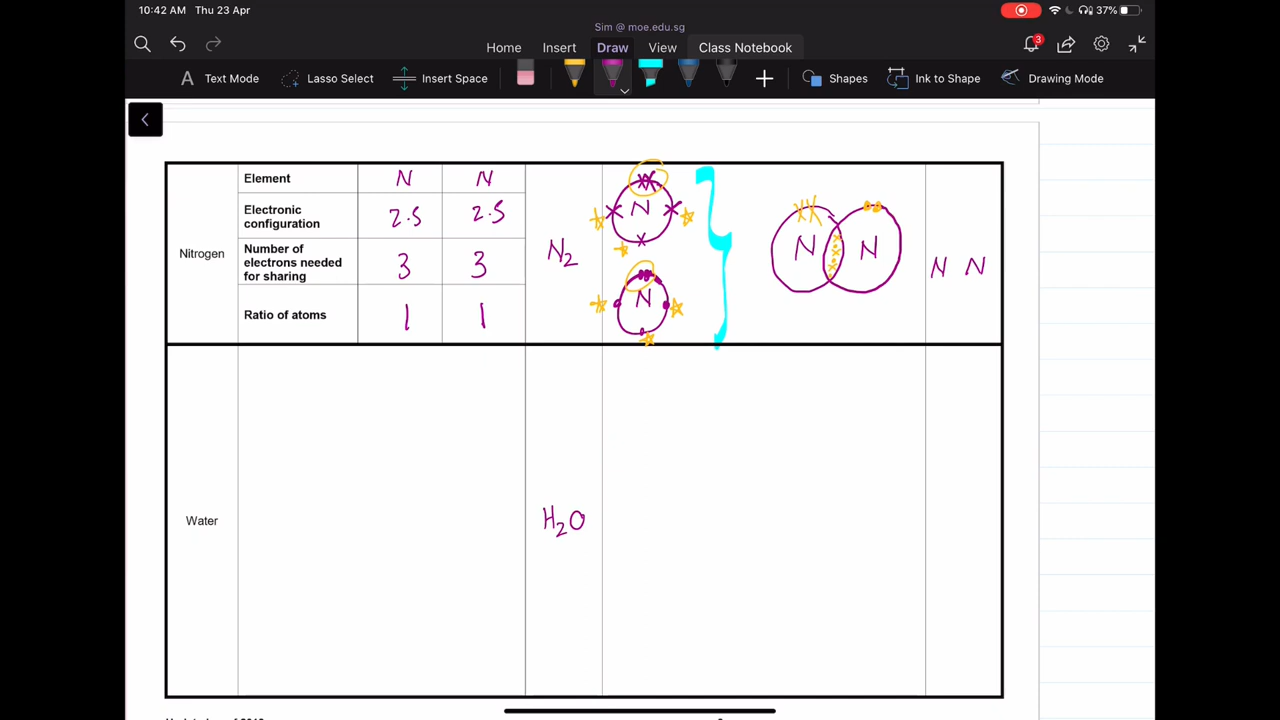 10:42 AM Thu 23 Apr
37%
Sim @ moe.edu.sg
Home Insert Draw View Class Notebook
3
Text Mode Lasso Select Insert Space Shapes Ink to Shape Drawing Mode
Nitrogen
Element N N
Electronic configuration 2.5 2.5
Number of electrons needed for sharing 3 3
Ratio of atoms 1 1
N2
N
N
N N
N N
Water
H2O